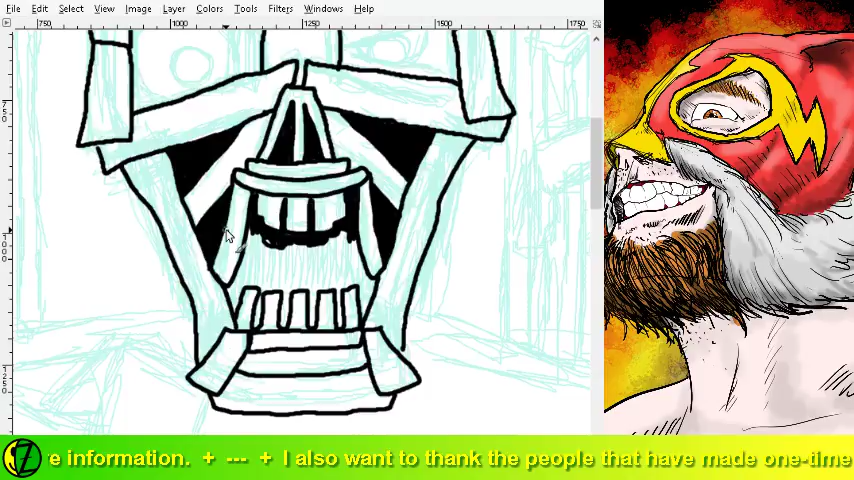 File Edit Select View Image Layer Colors Tools Filters Windows Help
750 1000 1250 1500 1750
e information. + --- + I also want to thank the people that have made one-time